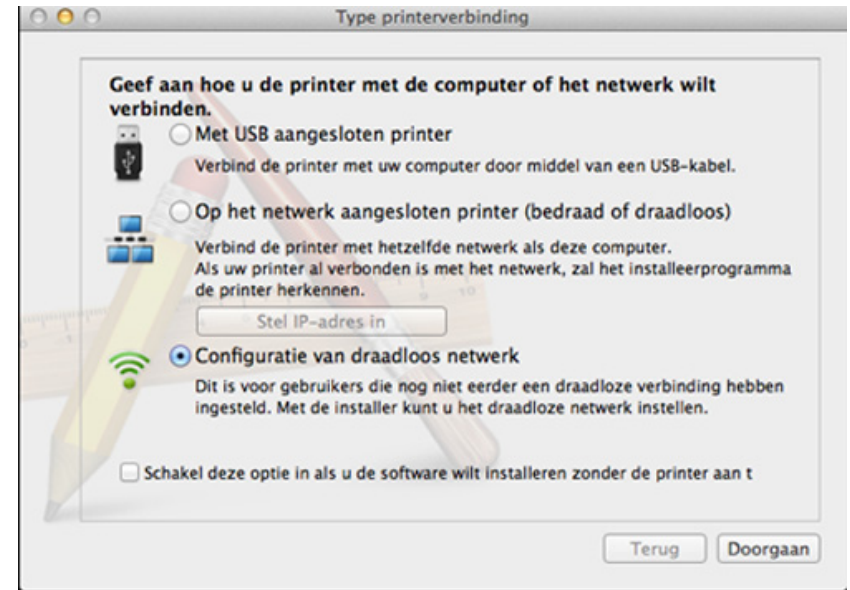 Type printerverbinding
Geef aan hoe u de printer met de computer of het netwerk wilt
verbinden.
Met USB aangesloten printer
Verbind de printer met uw computer door middel van een USB-kabel.
Op het netwerk aangesloten printer (bedraad of draadloos)
Verbind de printer met hetzelfde netwerk als deze computer.
Als uw printer al verbonden is met het netwerk, zal het installeerprogramma
de printer herkennen.
Stel IP-adres in
Configuratie van draadloos netwerk
Dit is voor gebruikers die nog niet eerder een draadloze verbinding hebben
ingesteld. Met de installer kunt u het draadloze netwerk instellen.
Schakel deze optie in als u de software wilt installeren zonder de printer aan t
Terug
Doorgaan